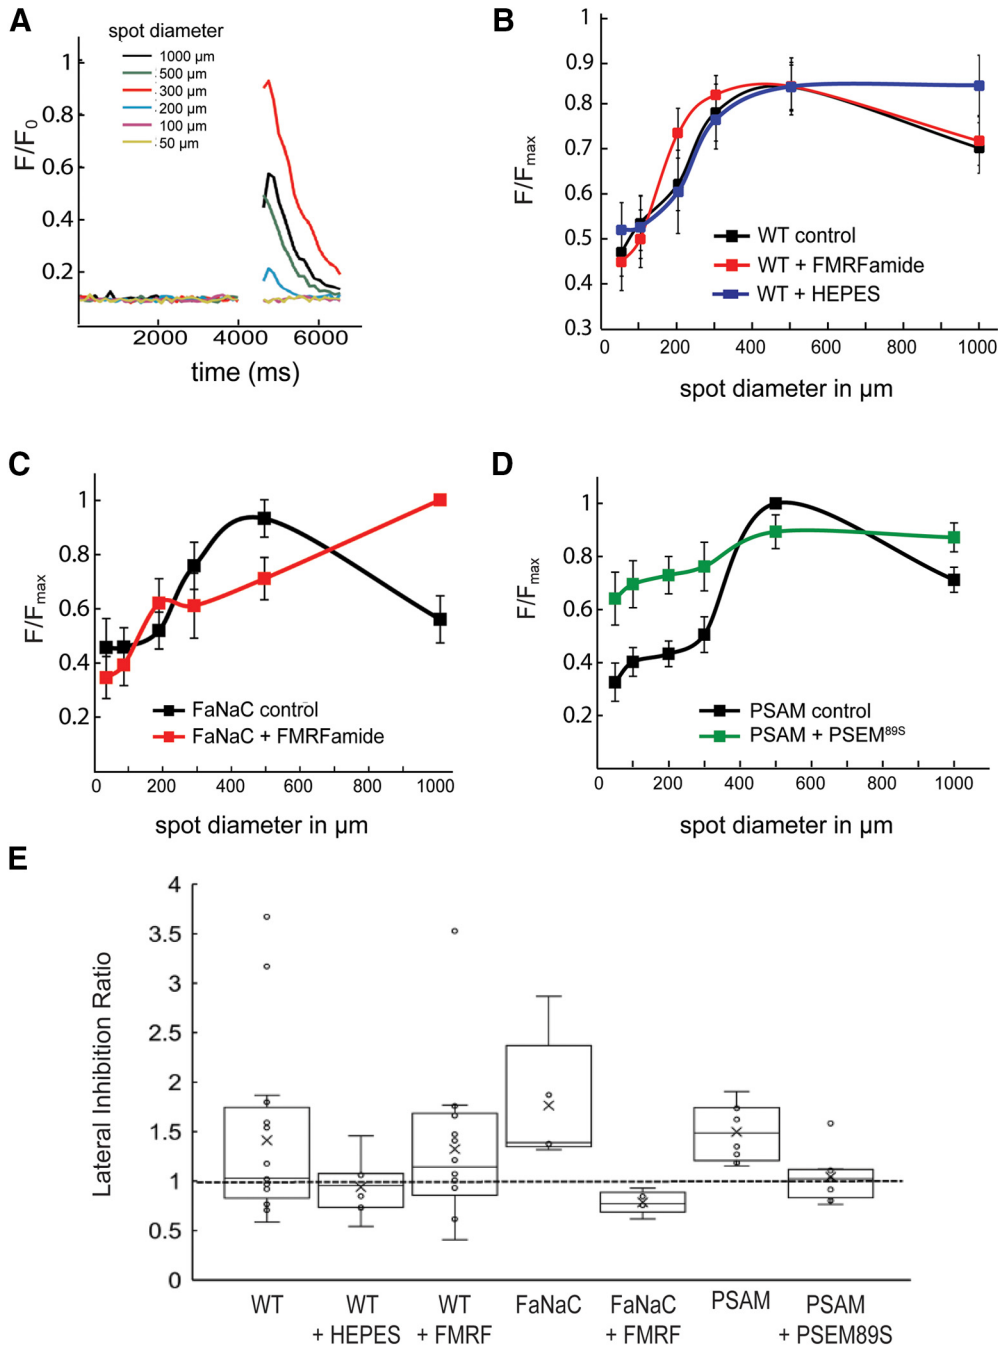 A
spot diameter
1000 µm
500 µm
300 µm
200 µm
100 µm
50 µm
F/F0
1
0.8
0.6
0.4
0.2
2000 4000 6000
time (ms)
B
F/Fmax
1
0.9
0.8
0.7
0.6
0.5
0.4
0.3
WT control
WT + FMRFamide
WT + HEPES
0 200 400 600 800 1000
spot diameter in µm
C
F/Fmax
1
0.8
0.6
0.4
0.2
FaNaC control
FaNaC + FMRFamide
0 200 400 600 800 1000
spot diameter in µm
D
F/Fmax
1
0.8
0.6
0.4
0.2
PSAM control
PSAM + PSEM89S
0 200 400 600 800 1000
spot diameter in µm
E
Lateral Inhibition Ratio
4
3.5
3
2.5
2
1.5
1
0.5
0
WT WT WT FaNaC FaNaC PSAM PSAM
+ HEPES + FMRF + FMRF + PSEM89S